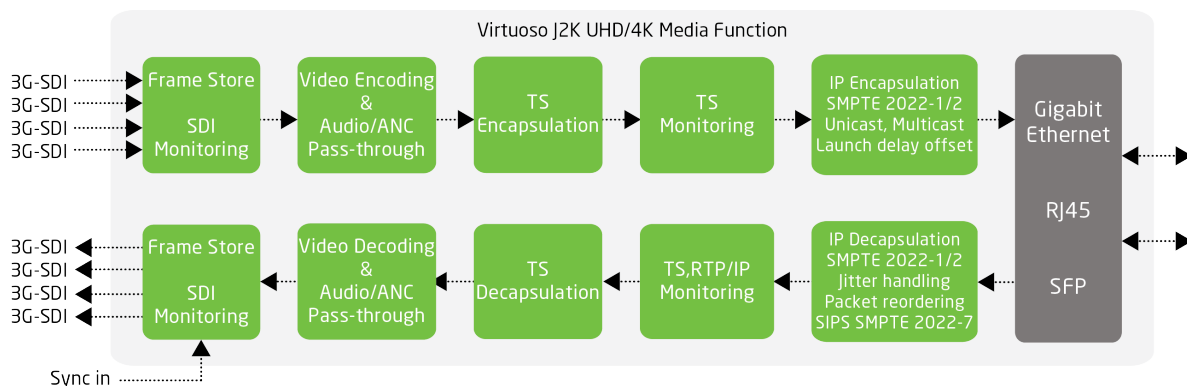 Virtuoso J2K UHD/4K Media Function
3G-SDI
3G-SDI
3G-SDI
3G-SDI
Frame Store
SDI
Monitoring
Video Encoding
&
Audio/ANC
Pass-through
TS
Encapsulation
TS
Monitoring
IP Encapsulation
SMPTE 2022-1/2
Unicast, Multicast
Launch delay offset
Gigabit
Ethernet
RJ45
SFP
3G-SDI
3G-SDI
3G-SDI
3G-SDI
Frame Store
SDI
Monitoring
Video Decoding
&
Audio/ANC
Pass-through
TS
Decapsulation
TS,RTP/IP
Monitoring
IP Decapsulation
SMPTE 2022-1/2
Jitter handling
Packet reordering
SIPS SMPTE 2022-7
Sync in